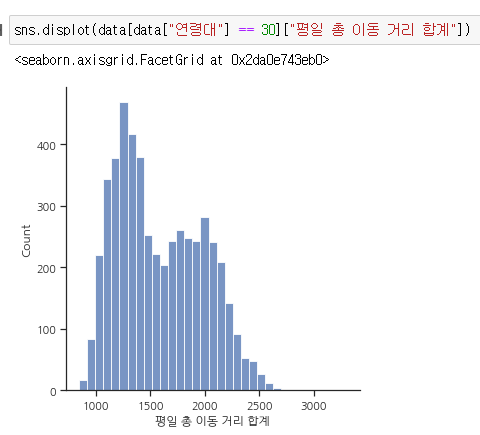 sns.displot(data[data["연령대"] == 30]["평일 총 이동 거리 합계"])
<seaborn.axisgrid.FacetGrid at 0x2da0e743eb0>
400
300
200
100
0
Count
1000 1500 2000 2500 3000
평일 총 이동 거리 합계